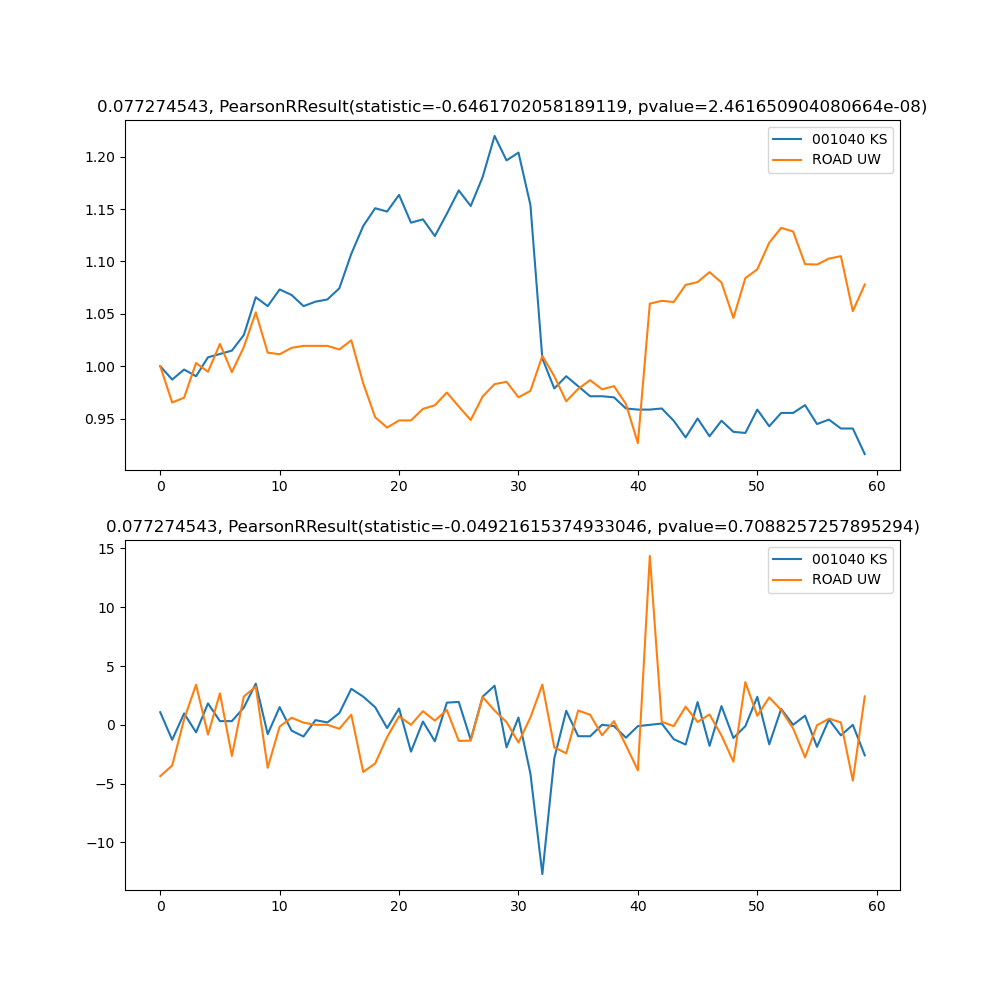 0.077274543, PearsonRResult(statistic=-0.6461702058189119, pvalue=2.461650904080664e-08)
001040 KS
ROAD UW
1.20
1.15
1.10
1.05
1.00
0.95
0 10 20 30 40 50 60
0.077274543, PearsonRResult(statistic=-0.04921615374933046, pvalue=0.7088257257895294)
001040 KS
ROAD UW
15
10
5
0
−5
−10
0 10 20 30 40 50 60